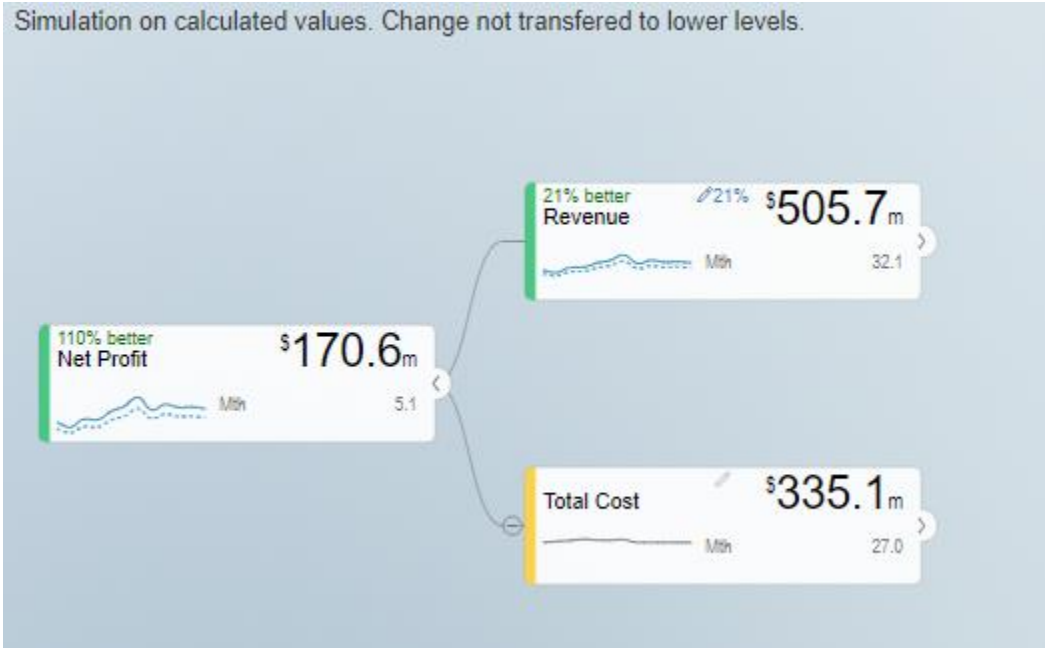 Simulation on calculated values. Change not transfered to lower levels.
21% better 21% $505.7m
Revenue
Mth 32.1
110% better $170.6m
Net Profit
Mth 5.1
Total Cost $335.1m
Mth 27.0